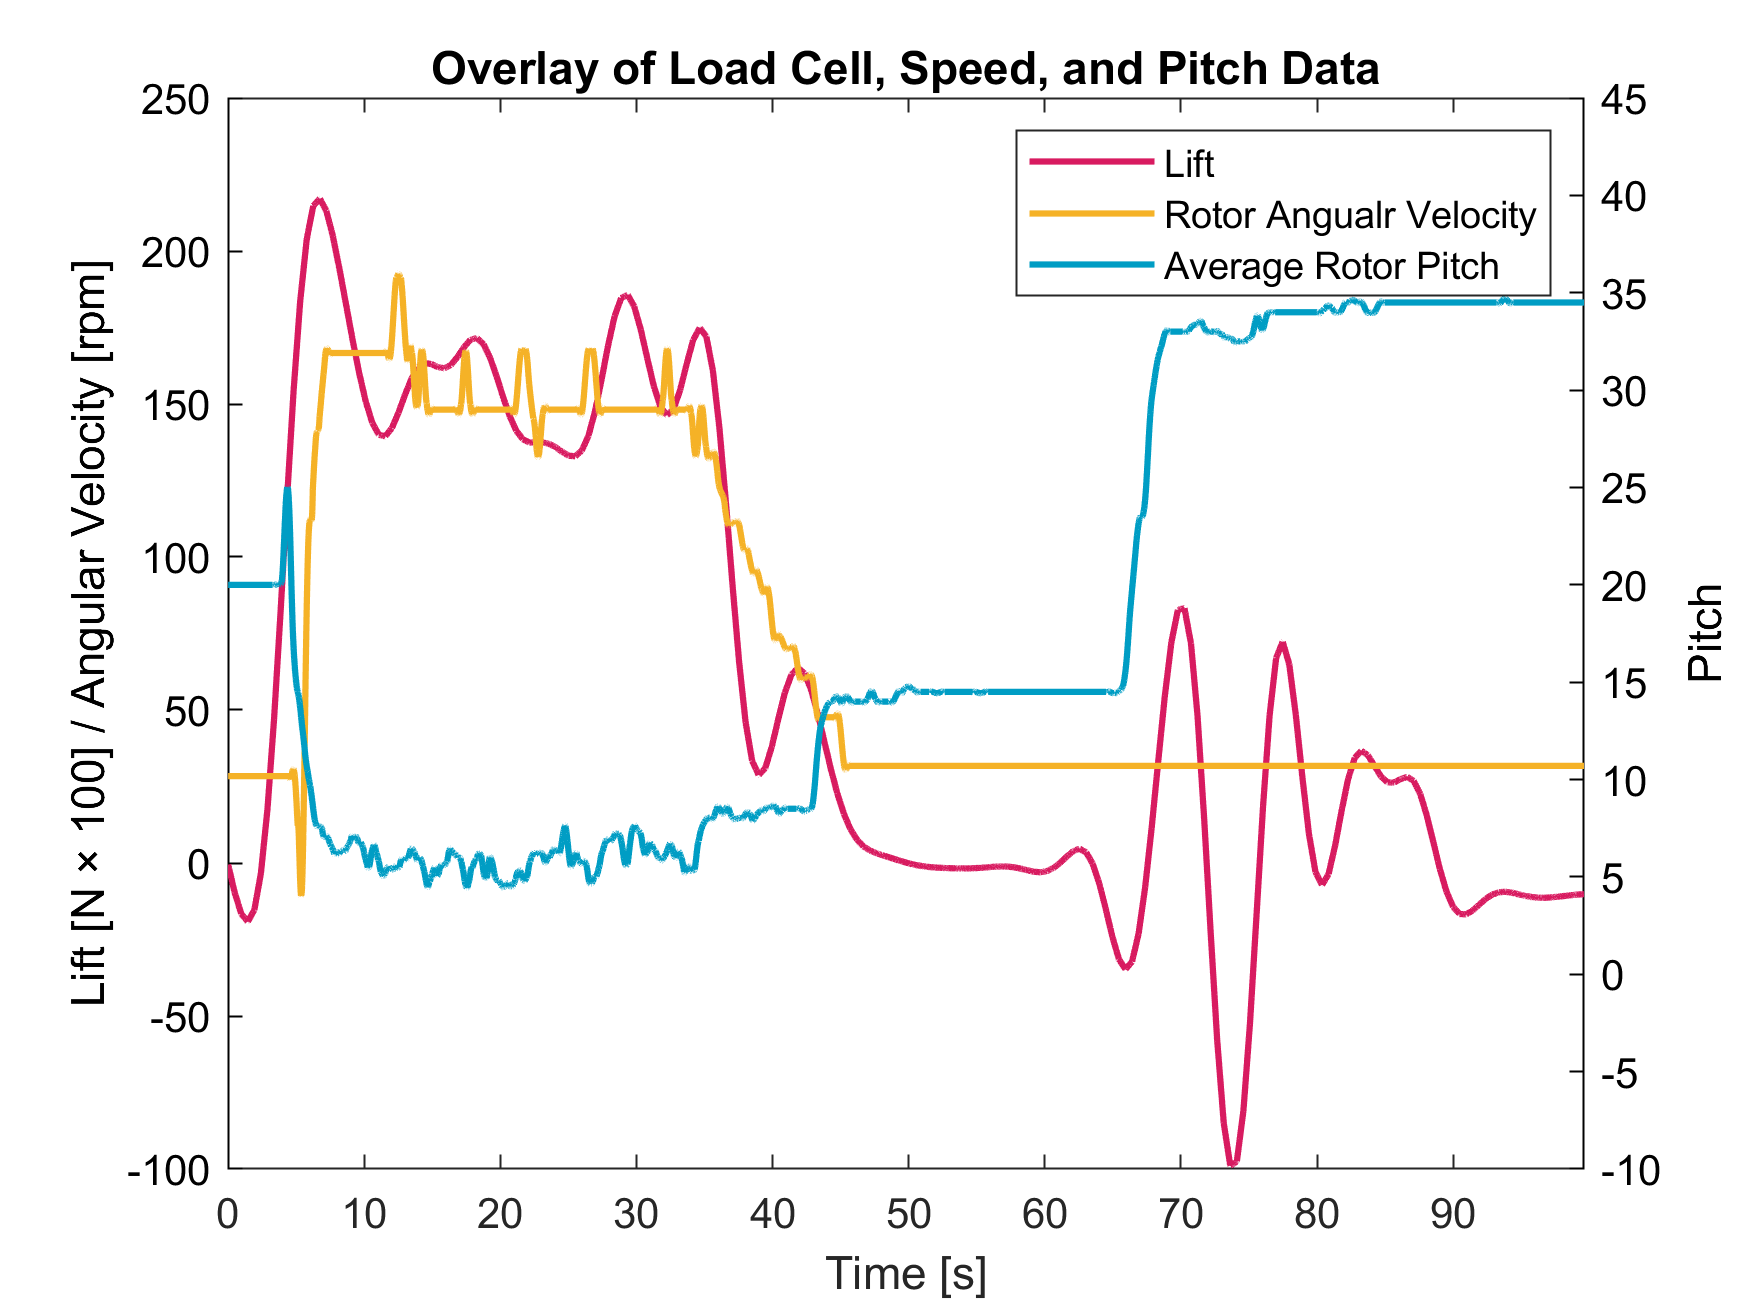 Overlay of Load Cell, Speed, and Pitch Data
Lift
Rotor Angualr Velocity
Average Rotor Pitch
Lift [N × 100] / Angular Velocity [rpm]
250
200
150
100
50
0
-50
-100
45
40
35
30
25
20
15
10
5
0
-5
-10
Pitch
0 10 20 30 40 50 60 70 80 90
Time [s]